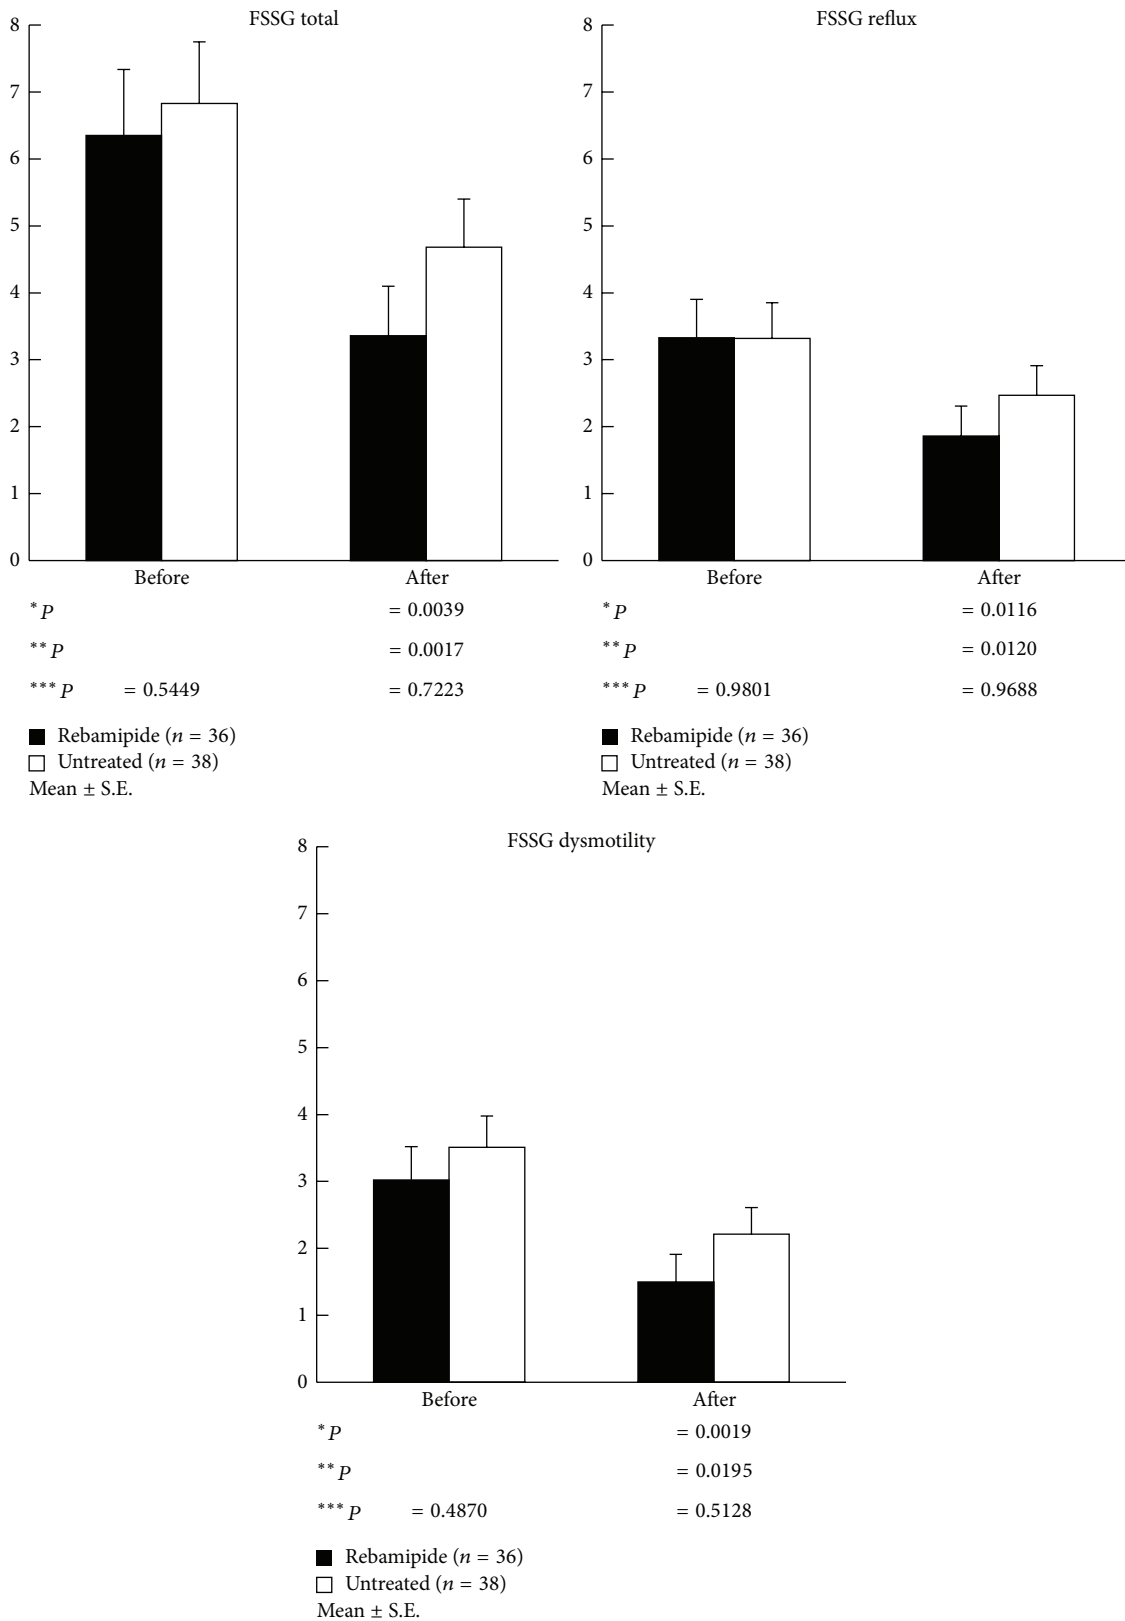 FSSG total
8
7
6
5
4
3
2
1
0
Before After
*P = 0.0039
**P = 0.0017
***P = 0.5449 = 0.7223
Rebamipide (n = 36)
Untreated (n = 38)
Mean ± S.E.
FSSG reflux
8
7
6
5
4
3
2
1
0
Before After
*P = 0.0116
**P = 0.0120
***P = 0.9801 = 0.9688
Rebamipide (n = 36)
Untreated (n = 38)
Mean ± S.E.
FSSG dysmotility
8
7
6
5
4
3
2
1
0
Before After
*P = 0.0019
**P = 0.0195
***P = 0.4870 = 0.5128
Rebamipide (n = 36)
Untreated (n = 38)
Mean ± S.E.